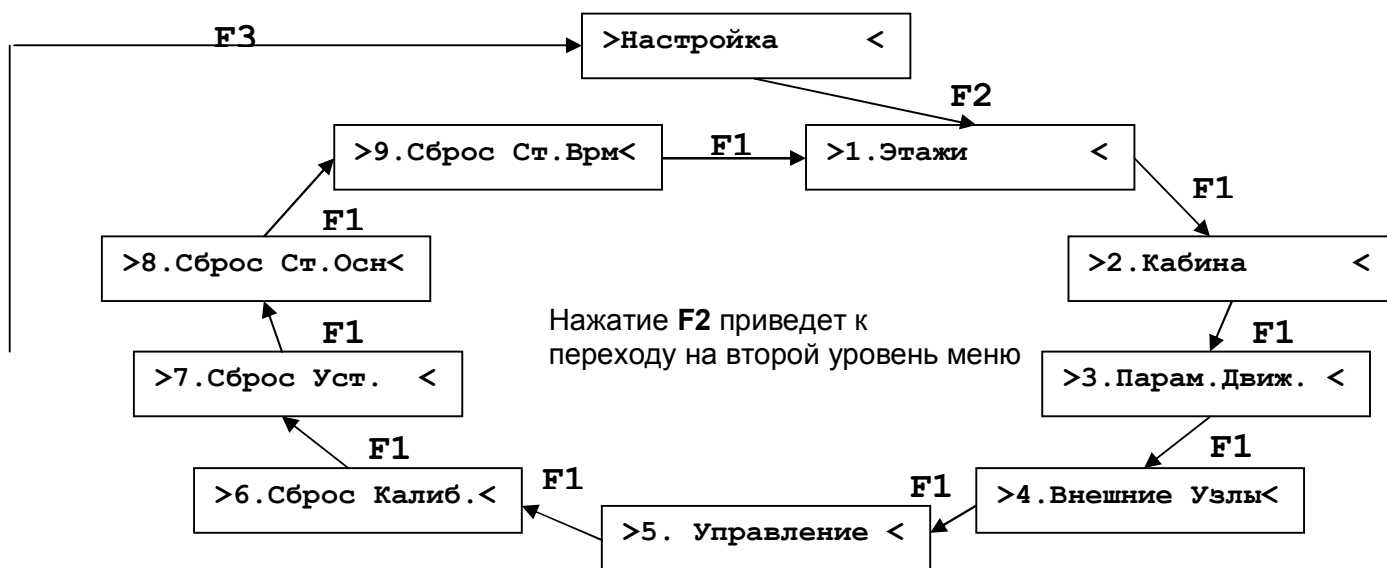 F3
>Настройка <
F2
>9.Сброс Ст.Врм<
F1
>1.Этажи <
F1
F1
>8.Сброс Ст.Осн<
>2.Кабина <
Нажатие F2 приведет к
переходу на второй уровень меню
F1
F1
>7.Сброс Уст. <
>3.Парам.Движ. <
F1
F1
>6.Сброс Калиб.<
F1
F1
>4.Внешние Узлы<
>5. Управление <